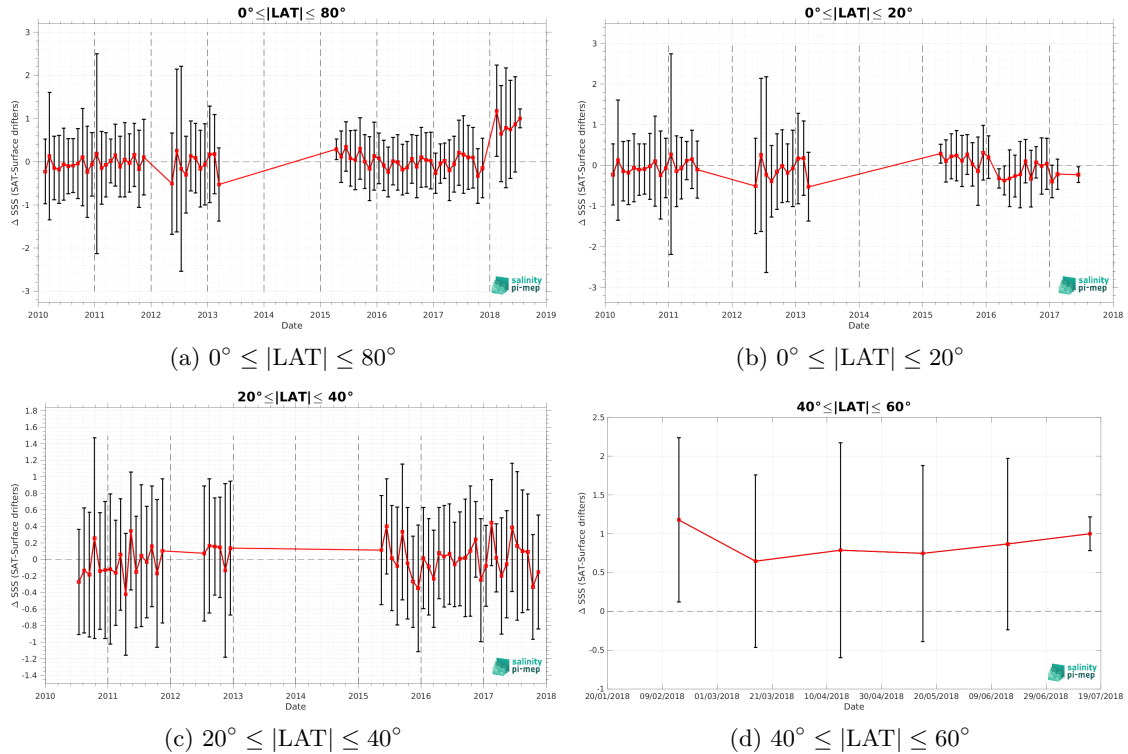 0°≤|LAT|≤ 80°
Δ SSS (SAT-Surface drifters)
3
2
1
0
-1
-2
-3
2010 2011 2012 2013 2014 2015 2016 2017 2018 2019
Date
salinity
pi-mep
(a) 0° ≤ |LAT| ≤ 80°
0°≤|LAT|≤ 20°
Δ SSS (SAT-Surface drifters)
3
2
1
0
-1
-2
-3
2010 2011 2012 2013 2014 2015 2016 2017 2018
Date
salinity
pi-mep
(b) 0° ≤ |LAT| ≤ 20°
20°≤|LAT|≤ 40°
Δ SSS (SAT-Surface drifters)
1.8
1.6
1.4
1.2
1
0.8
0.6
0.4
0.2
0
-0.2
-0.4
-0.6
-0.8
-1
-1.2
-1.4
2010 2011 2012 2013 2014 2015 2016 2017 2018
Date
salinity
pi-mep
(c) 20° ≤ |LAT| ≤ 40°
40°≤|LAT|≤ 60°
Δ SSS (SAT-Surface drifters)
2.5
2
1.5
1
0.5
0
-0.5
-1
20/01/2018 09/02/2018 01/03/2018 21/03/2018 10/04/2018 30/04/2018 20/05/2018 09/06/2018 29/06/2018 19/07/2018
Date
salinity
pi-mep
(d) 40° ≤ |LAT| ≤ 60°